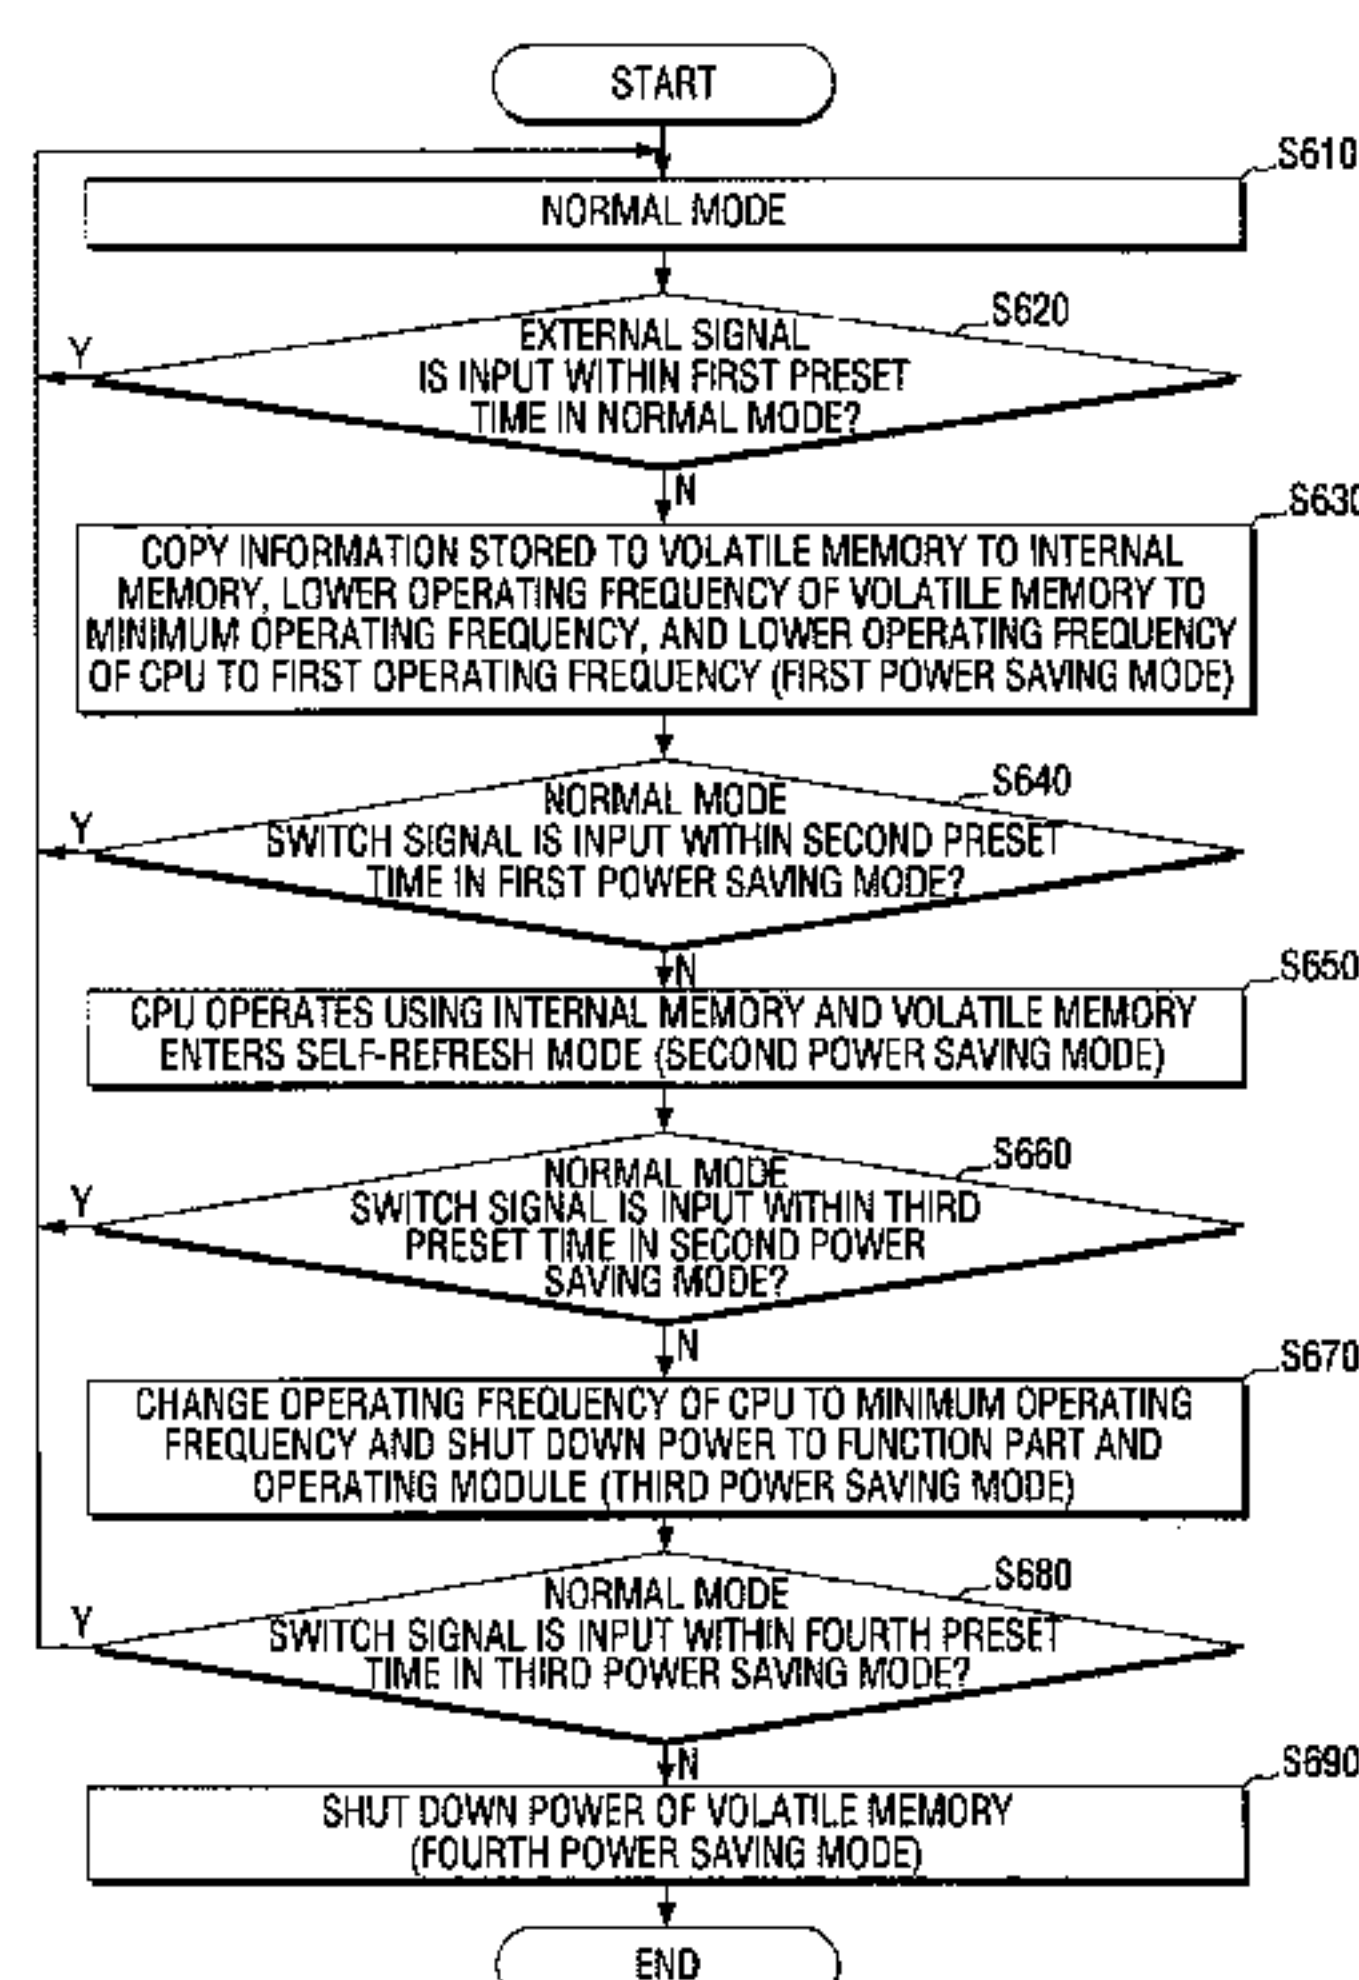 START
S610
NORMAL MODE
S620
EXTERNAL SIGNAL
Y
IS INPUT WITHIN FIRST PRESET
TIME IN NORMAL MODE?
N
S630
COPY INFORMATION STORED TO VOLATILE MEMORY TO INTERNAL
MEMORY, LOWER OPERATING FREQUENCY OF VOLATILE MEMORY TO
MINIMUM OPERATING FREQUENCY, AND LOWER OPERATING FREQUENCY
OF CPU TO FIRST OPERATING FREQUENCY (FIRST POWER SAVING MODE)
S640
NORMAL MODE
Y
SWITCH SIGNAL IS INPUT WITHIN SECOND PRESET
TIME IN FIRST POWER SAVING MODE?
N
S650
CPU OPERATES USING INTERNAL MEMORY AND VOLATILE MEMORY
ENTERS SELF-REFRESH MODE (SECOND POWER SAVING MODE)
S660
NORMAL MODE
Y
SWITCH SIGNAL IS INPUT WITHIN THIRD
PRESET TIME IN SECOND POWER
SAVING MODE?
N
S670
CHANGE OPERATING FREQUENCY OF CPU TO MINIMUM OPERATING
FREQUENCY AND SHUT DOWN POWER TO FUNCTION PART AND
OPERATING MODULE (THIRD POWER SAVING MODE)
S680
NORMAL MODE
Y
SWITCH SIGNAL IS INPUT WITHIN FOURTH PRESET
TIME IN THIRD POWER SAVING MODE?
N
S690
SHUT DOWN POWER OF VOLATILE MEMORY
(FOURTH POWER SAVING MODE)
END